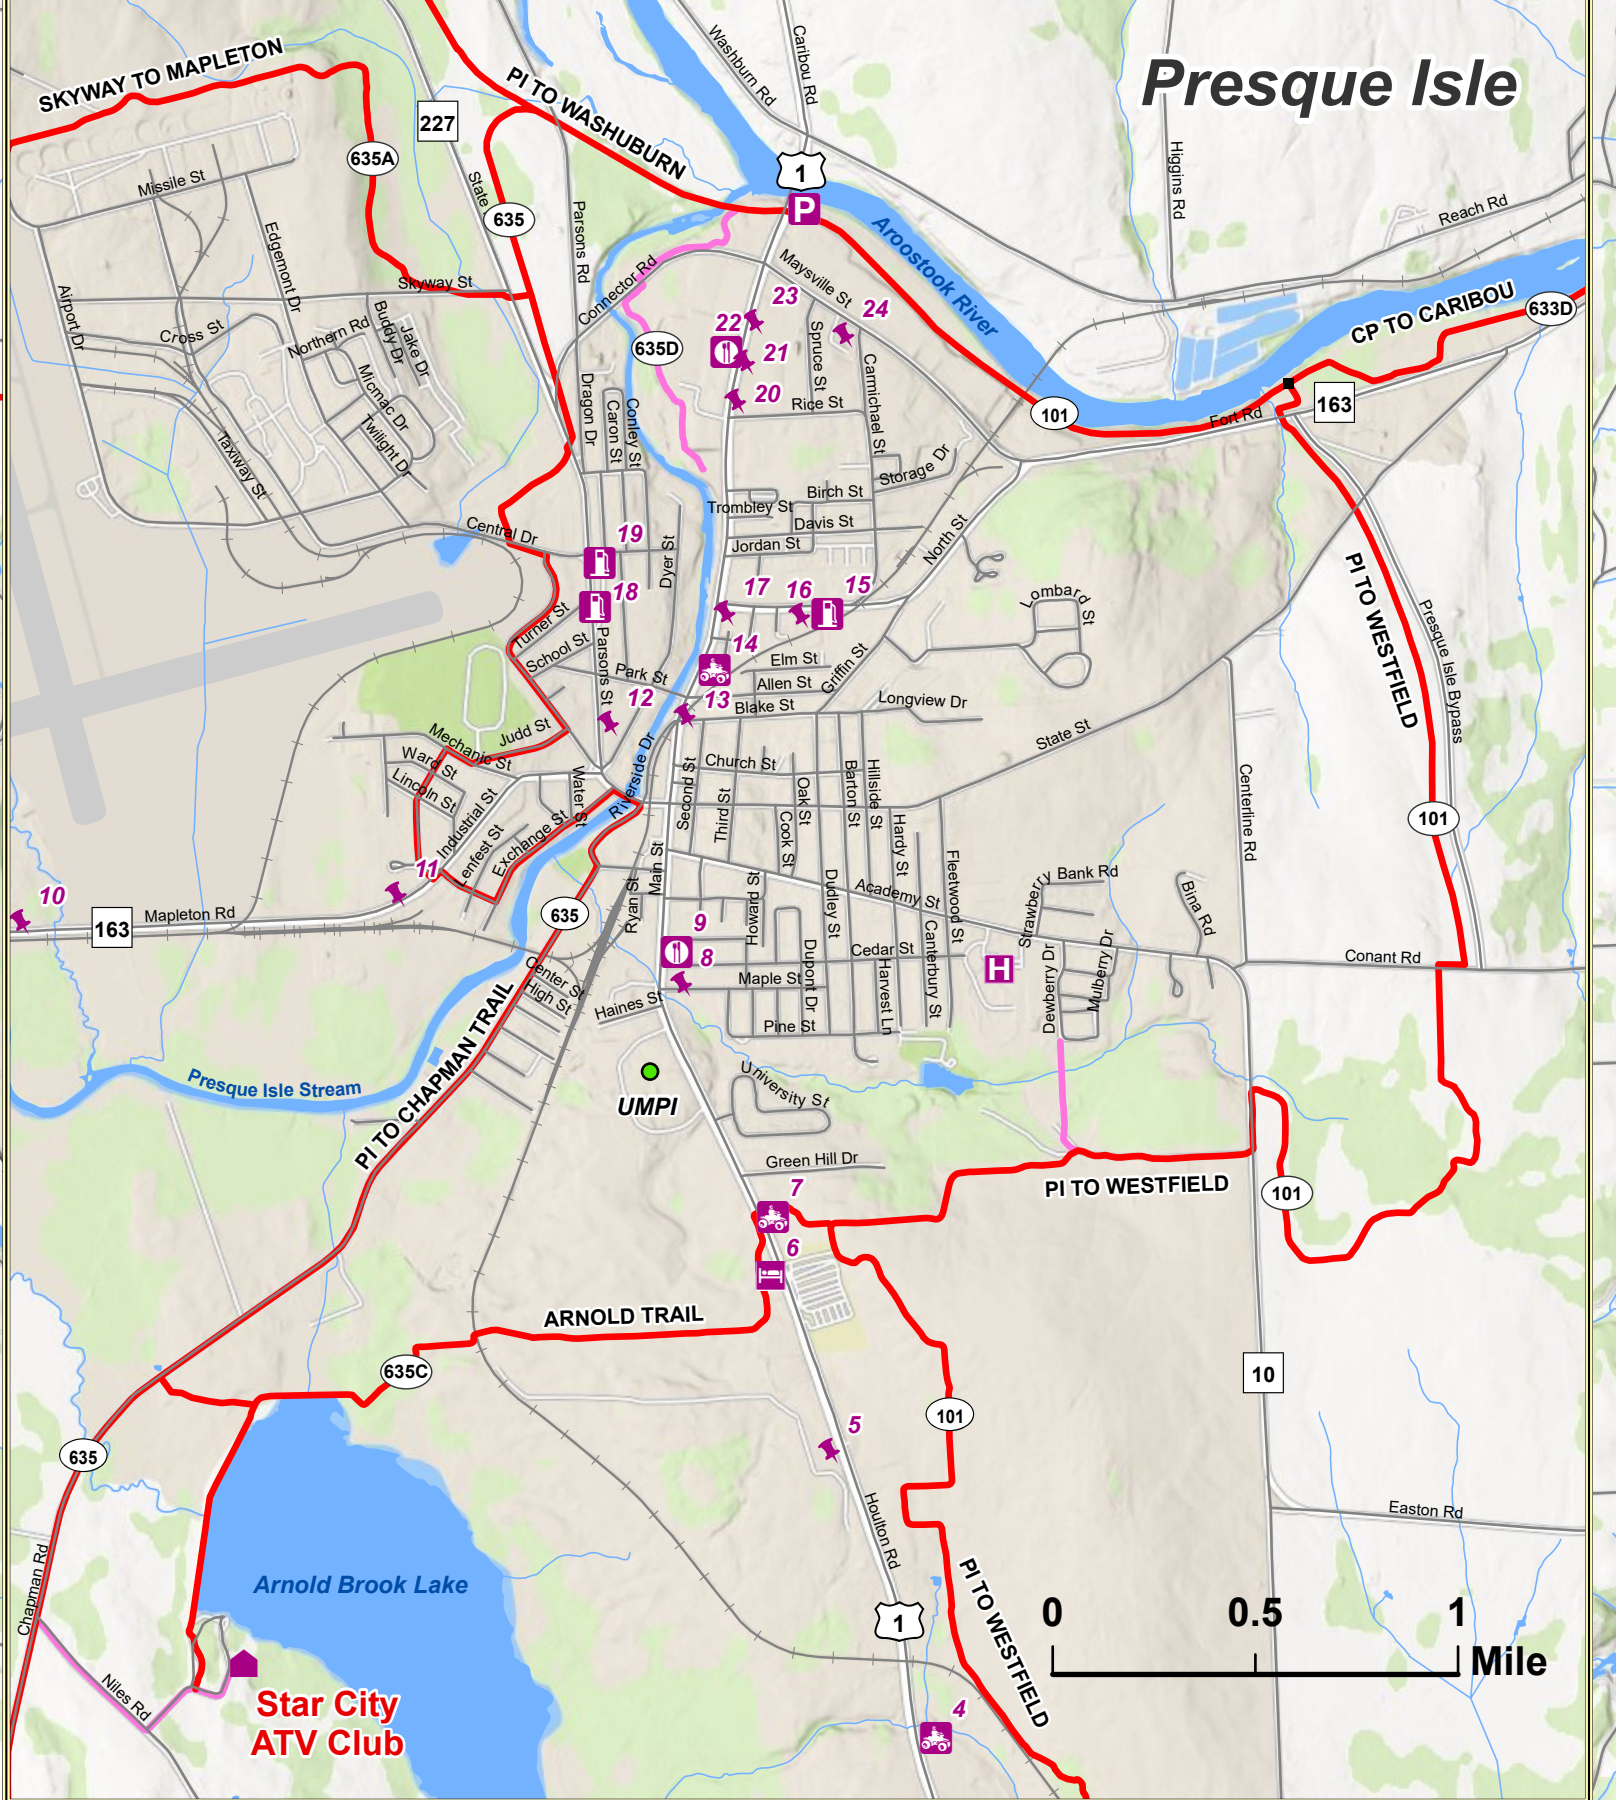 Presque Isle
SKYWAY TO MAPLETON
PI TO WASHUBURN
Washburn Rd
Caribou Rd
227
1
635A
Missile St
State
635
P
Higgins Rd
Reach Rd
Parsons Rd
Edgemont Dr
Connector Rd
Maysville St
Aroostook River
Skyway St
CP TO CARIBOU
633D
Airport Dr
Cross St
Northern Rd
Buddy Dr
Jake Dr
23
24
22
21
635D
20
Spruce St
Carmichael St
Micmac Dr
Twilight Dr
Dragon Dr
Caron St
Conley St
Rice St
101
Fort Rd
163
Taxiway St
Storage Dr
Birch St
Trombley St
Davis St
Jordan St
North St
Central Dr
19
Dyer St
18
17
16
15
Lombard St
PI TO WESTFIELD
Presque Isle Bypass
Turner St
School St
Parsons St
Park St
14
Elm St
Allen St
Griffin St
12
13
Blake St
Longview Dr
State St
Judd St
Mechanic St
Ward St
Lincoln St
Water St
Riverside Dr
Church St
Second St
Third St
Oak St
Cook St
Barton St
Hillside St
Hardy St
Centerline Rd
101
Industrial St
Lenfest St
Exchange St
Main St
Ryan St
Howard St
Dudley St
Academy St
Fleetwood St
Strawberry Bank Rd
Bina Rd
11
10
163
Mapleton Rd
635
9
8
Cedar St
Canterbury St
H
Dewberry Dr
Mulberry Dr
Conant Rd
Center St
High St
Haines St
Maple St
Dupont Dr
Harvest Ln
Pine St
PI TO CHAPMAN TRAIL
Presque Isle Stream
UMPI
University St
Green Hill Dr
7
PI TO WESTFIELD
101
6
ARNOLD TRAIL
635C
10
101
5
635
Houlton Rd
Easton Rd
Chapman Rd
Arnold Brook Lake
PI TO WESTFIELD
1
0 0.5 1
Mile
Niles Rd
Star City
ATV Club
4